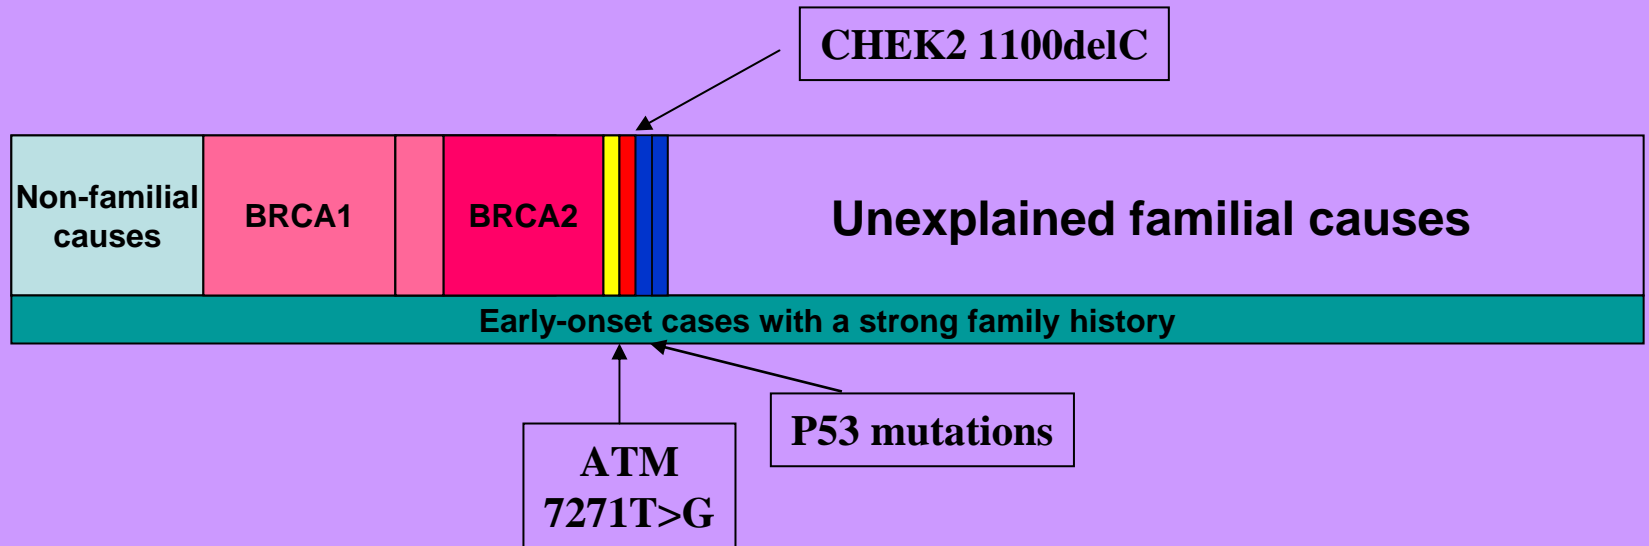 CHEK2 1100delC
Non-familial
causes
BRCA1
BRCA2
Unexplained familial causes
Early-onset cases with a strong family history
P53 mutations
ATM
7271T>G